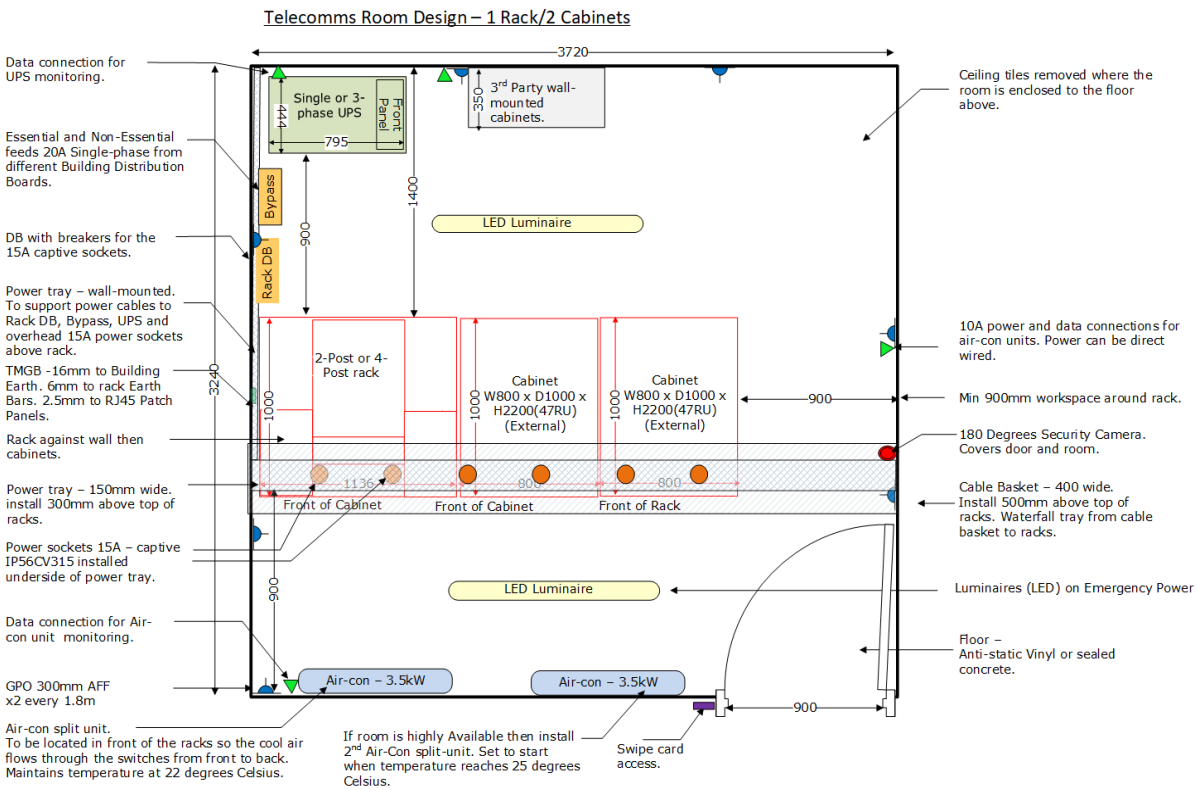 Telecomms Room Design – 1 Rack/2 Cabinets
3720
Data connection for
UPS monitoring.
Single or 3-
phase UPS
Front
Panel
444
795
350
3rd Party wall-
mounted
cabinets.
Ceiling tiles removed where the
room is enclosed to the floor
above.
Essential and Non-Essential
feeds 20A Single-phase from
different Building Distribution
Boards.
Bypass
1400
900
LED Luminaire
DB with breakers for the
15A captive sockets.
Rack DB
Power tray – wall-mounted.
To support power cables to
Rack DB, Bypass, UPS and
overhead 15A power sockets
above rack.
3240
10A power and data connections for
air-con units. Power can be direct
wired.
TMGB -16mm to Building
Earth. 6mm to rack Earth
Bars. 2.5mm to RJ45 Patch
Panels.
1000
2-Post or 4-
Post rack
1000
Cabinet
W800 x D1000 x
H2200(47RU)
(External)
1000
Cabinet
W800 x D1000 x
H2200(47RU)
(External)
900
Min 900mm workspace around rack.
Rack against wall then
cabinets.
180 Degrees Security Camera.
Covers door and room.
Power tray – 150mm wide.
install 300mm above top of
racks.
1136
800
800
Front of Cabinet
Front of Cabinet
Front of Rack
Cable Basket – 400 wide.
Install 500mm above top of
racks. Waterfall tray from cable
basket to racks.
Power sockets 15A – captive
IP56CV315 installed
underside of power tray.
900
LED Luminaire
Luminaires (LED) on Emergency Power
Data connection for Air-
con unit  monitoring.
Floor –
Anti-static Vinyl or sealed
concrete.
GPO 300mm AFF
x2 every 1.8m
Air-con – 3.5kW
Air-con – 3.5kW
900
Air-con split unit.
To be located in front of the racks so the cool air
flows through the switches from front to back.
Maintains temperature at 22 degrees Celsius.
If room is highly Available then install
2nd Air-Con split-unit. Set to start
when temperature reaches 25 degrees
Celsius.
Swipe card
access.